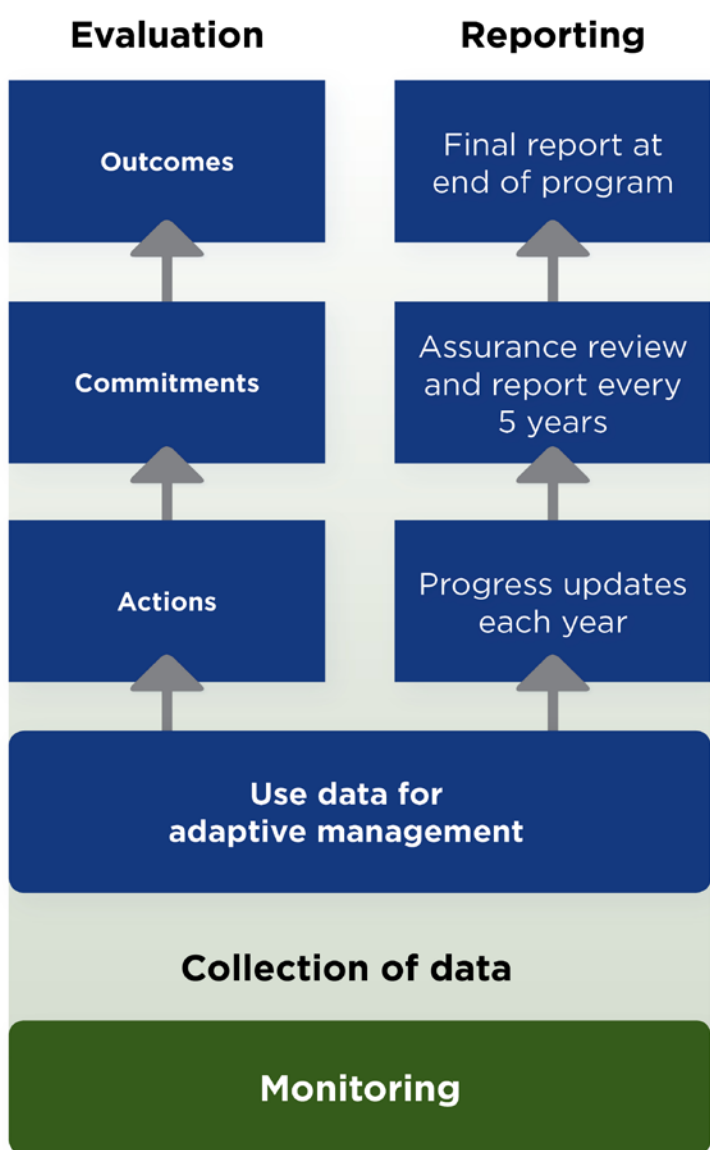 Evaluation
Reporting
Outcomes
Final report at
end of program
Commitments
Assurance review
and report every
5 years
Actions
Progress updates
each year
Use data for
adaptive management
Collection of data
Monitoring